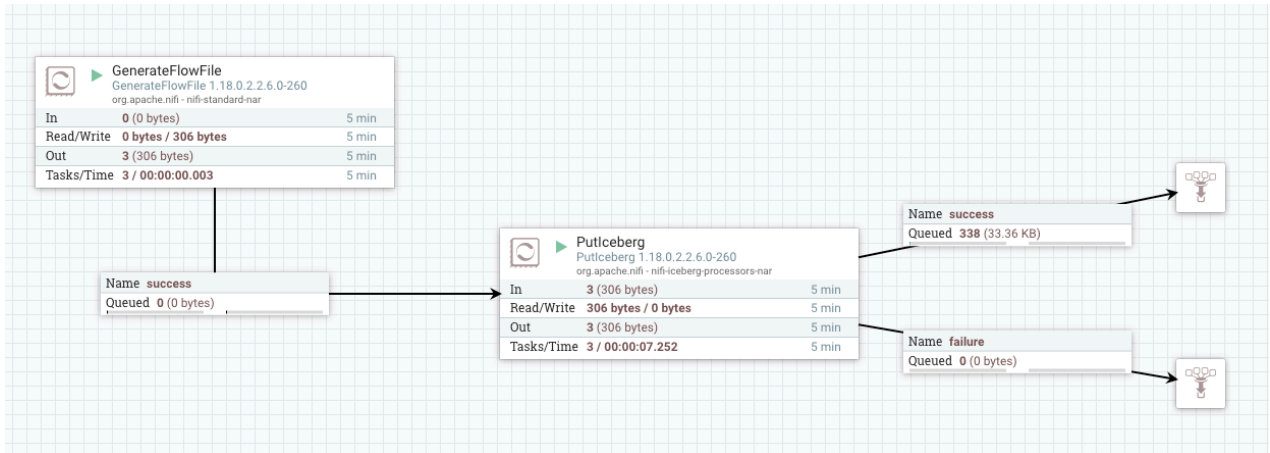 GenerateFlowFile
GenerateFlowFile 1.18.0.2.2.6.0-260
org.apache.nifi - nifi-standard-nar
In 0 (0 bytes) 5 min
Read/Write 0 bytes / 306 bytes 5 min
Out 3 (306 bytes) 5 min
Tasks/Time 3 / 00:00:00.003 5 min
Name success
Queued 0 (0 bytes)
PutIceberg
PutIceberg 1.18.0.2.2.6.0-260
org.apache.nifi - nifi-iceberg-processors-nar
In 3 (306 bytes) 5 min
Read/Write 306 bytes / 0 bytes 5 min
Out 3 (306 bytes) 5 min
Tasks/Time 3 / 00:00:07.252 5 min
Name success
Queued 338 (33.36 KB)
Name failure
Queued 0 (0 bytes)